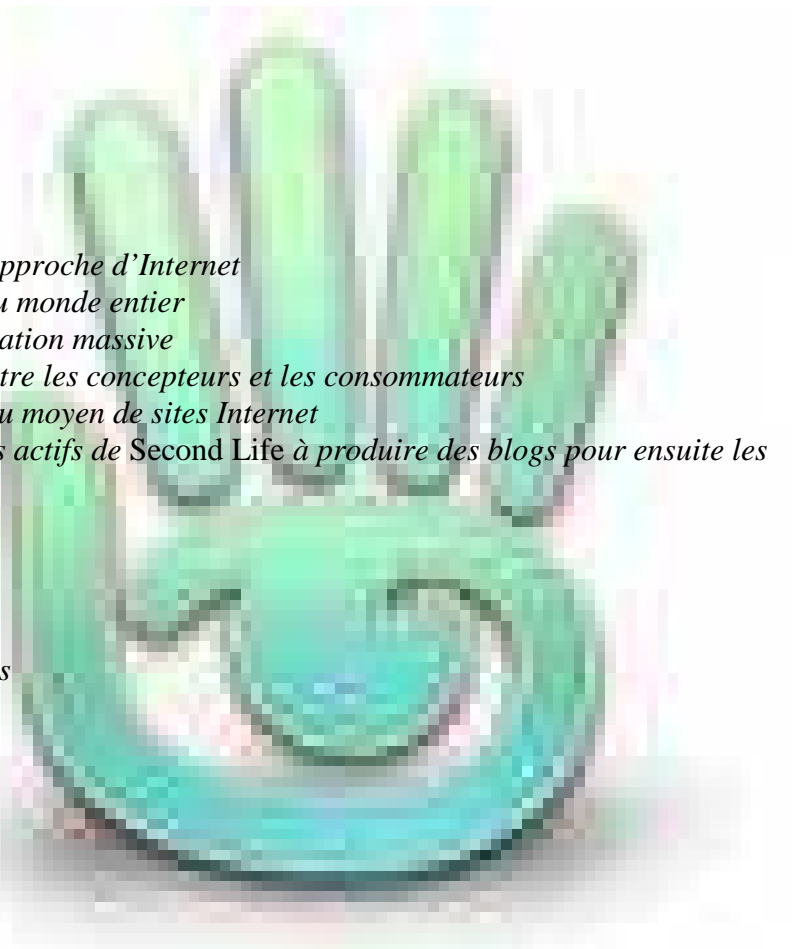 pproche d’Internet
u monde entier
ation massive
tre les concepteurs et les consommateurs
u moyen de sites Internet
s actifs de Second Life à produire des blogs pour ensuite les
s